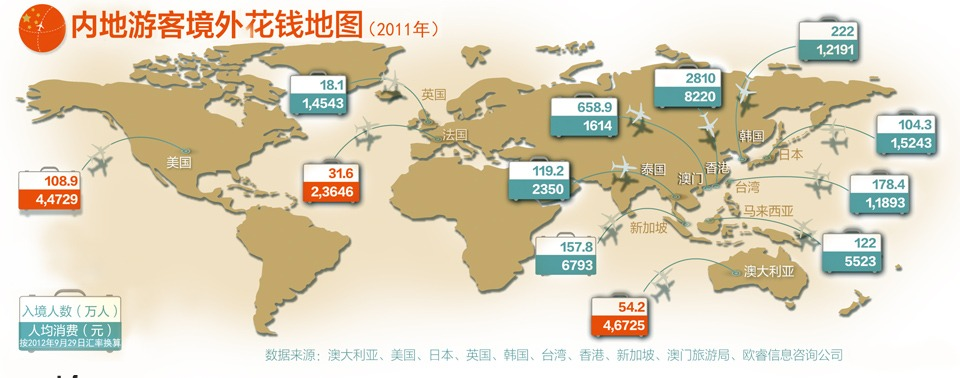 内地游客境外花钱地图（2011年）
222
1,2191
2810
8220
18.1
1,4543
英国
658.9
1614
法国
韩国
104.3
1,5243
日本
美国
31.6
2,3646
119.2
2350
泰国
香港
澳门
台湾
108.9
4,4729
178.4
1,1893
马来西亚
新加坡
157.8
6793
122
5523
澳大利亚
54.2
4,6725
入境人数（万人）
人均消费（元）
按2012年9月29日汇率换算
数据来源：澳大利亚、美国、日本、英国、韩国、台湾、香港、新加坡、澳门旅游局、欧睿信息咨询公司